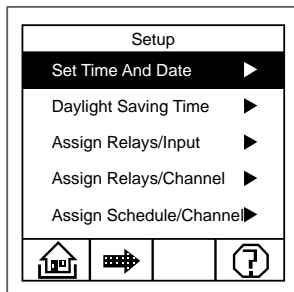 Setup
Set Time And Date
Daylight Saving Time
Assign Relays/Input
Assign Relays/Channel
Assign Schedule/Channel
?